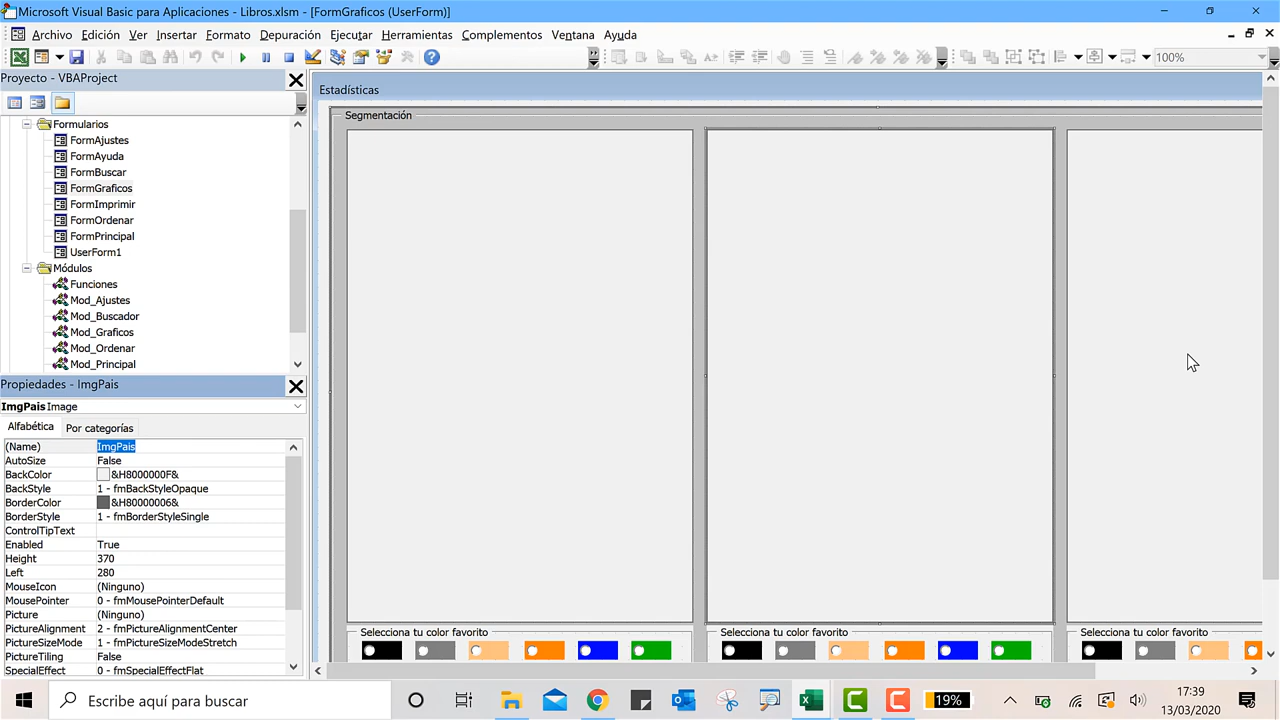 Microsoft Visual Basic para Aplicaciones - Libros.xlsm - [FormGraficos (UserForm)]
Archivo Edición Ver Insertar Formato Depuración Ejecutar Herramientas Complementos Ventana Ayuda
100%
Proyecto - VBAProject
Formularios
FormAjustes
FormAyuda
FormBuscar
FormGraficos
FormImprimir
FormOrdenar
FormPrincipal
UserForm1
Módulos
Funciones
Mod_Ajustes
Mod_Buscador
Mod_Graficos
Mod_Ordenar
Mod_Principal
Propiedades - ImgPais
ImgPais Image
Alfabética Por categorías
(Name) ImgPais
AutoSize False
BackColor &H8000000F&
BackStyle 1 - fmBackStyleOpaque
BorderColor &H80000006&
BorderStyle 1 - fmBorderStyleSingle
ControlTipText
Enabled True
Height 370
Left 280
MouseIcon (Ninguno)
MousePointer 0 - fmMousePointerDefault
Picture (Ninguno)
PictureAlignment 2 - fmPictureAlignmentCenter
PictureSizeMode 1 - fmPictureSizeModeStretch
PictureTiling False
SpecialEffect 0 - fmSpecialEffectFlat
Estadísticas
Segmentación
Selecciona tu color favorito Selecciona tu color favorito Selecciona tu color favorito
Escribe aquí para buscar
19%
17:39
13/03/2020